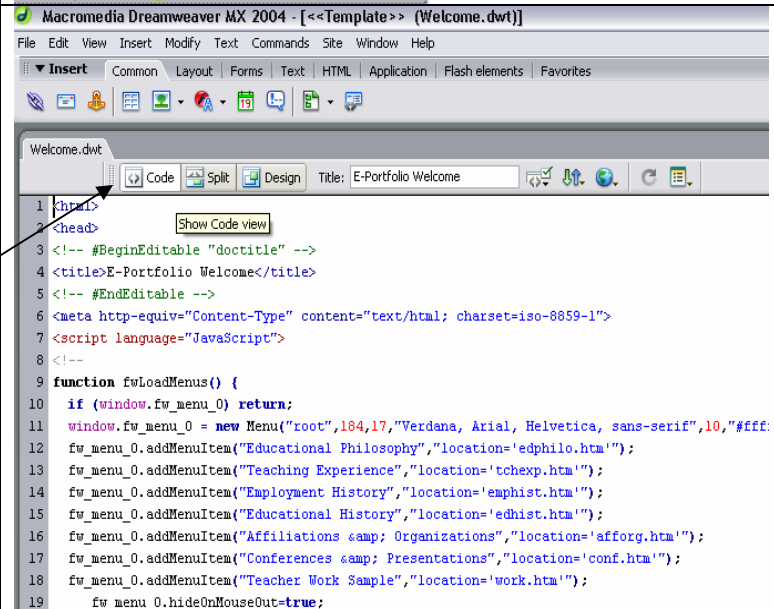 Macromedia Dreamweaver MX 2004 - [<<Template>> (Welcome.dwt)]
File Edit View Insert Modify Text Commands Site Window Help
▼ Insert Common Layout Forms Text HTML Application Flash elements Favorites
19
Welcome.dwt
Code Split Design Title: E-Portfolio Welcome
Show Code view
1 <html>
2 <head>
3 <!-- #BeginEditable "doctitle" -->
4 <title>E-Portfolio Welcome</title>
5 <!-- #EndEditable -->
6 <meta http-equiv="Content-Type" content="text/html; charset=iso-8859-1">
7 <script language="JavaScript">
8 <!--
9 function fwLoadMenus() {
10 if (window.fw_menu_0) return;
11 window.fw_menu_0 = new Menu("root",184,17,"Verdana, Arial, Helvetica, sans-serif",10,"#fff
12 fw_menu_0.addMenuItem("Educational Philosophy","location='edphilo.htm'");
13 fw_menu_0.addMenuItem("Teaching Experience","location='tchexp.htm'");
14 fw_menu_0.addMenuItem("Employment History","location='emphist.htm'");
15 fw_menu_0.addMenuItem("Educational History","location='edhist.htm'");
16 fw_menu_0.addMenuItem("Affiliations &amp; Organizations","location='afforg.htm'");
17 fw_menu_0.addMenuItem("Conferences &amp; Presentations","location='conf.htm'");
18 fw_menu_0.addMenuItem("Teacher Work Sample","location='work.htm'");
19 fw_menu_0.hideOnMouseOut=true;